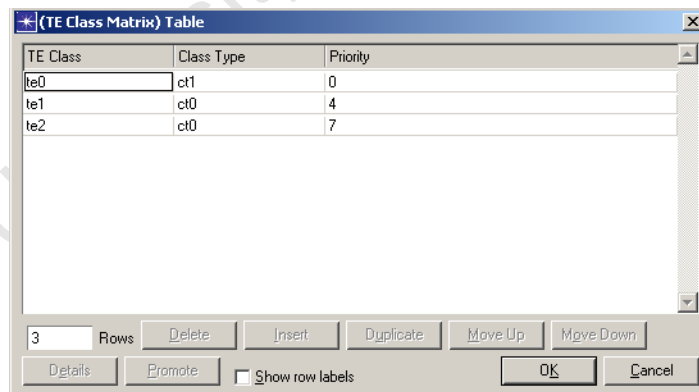 (TE Class Matrix) Table
TE Class Class Type Priority
te0 ct1 0
te1 ct0 4
te2 ct0 7
3 Rows Delete Insert Duplicate Move Up Move Down
Details Promote Show row labels OK Cancel